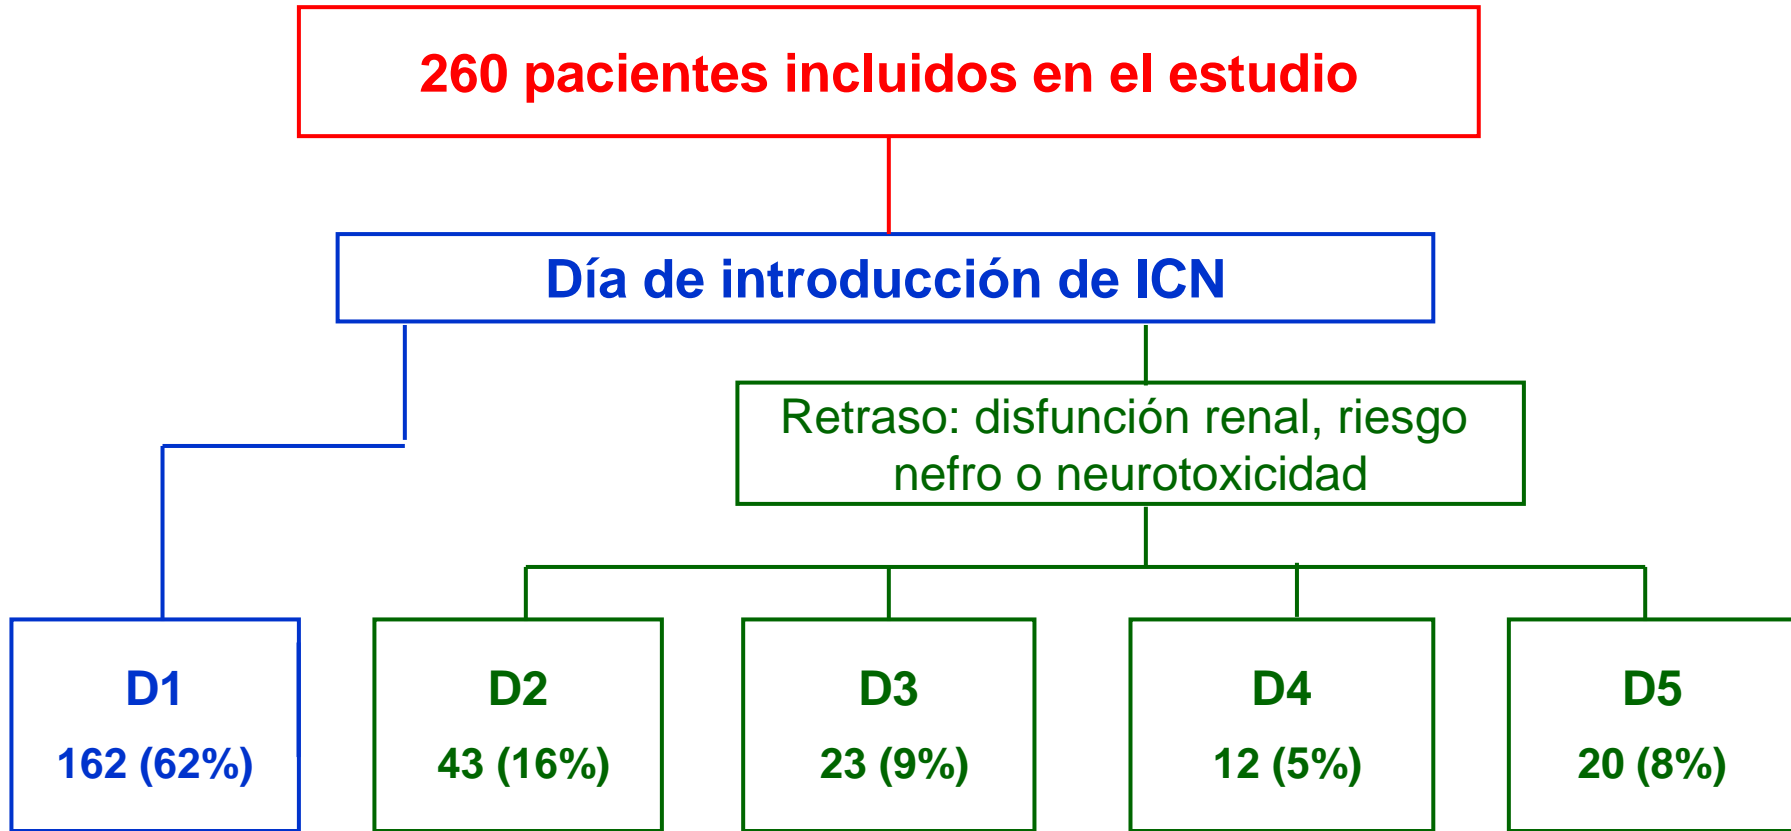 260 pacientes incluidos en el estudio
Día de introducción de ICN
Retraso: disfunción renal, riesgo
nefro o neurotoxicidad
D1
162 (62%)
D2
43 (16%)
D3
23 (9%)
D4
12 (5%)
D5
20 (8%)